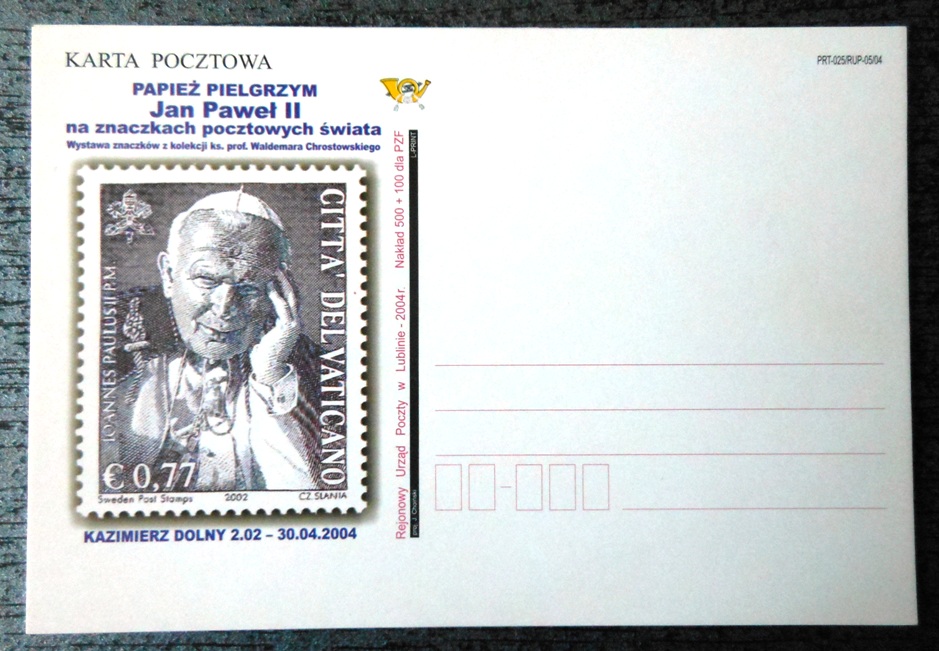 KARTA POCZTOWA
PRT-025/RUP-05/04
PAPIEŻ PIELGRZYM
Jan Paweł II
na znaczkach pocztowych świata
Wystawa znaczków z kolekcji ks. prof. Waldemara Chrostowskiego
CITTA' DEL VATICANO
IOANNES PAULUS II P.M
€ 0,77
Sweden Post Stamps 2002 CZ.SŁANIA
KAZIMIERZ DOLNY 2.02 – 30.04.2004
Rejonowy Urząd Poczty w Lublinie - 2004 r. Nakład 500 + 100 dla PZF
L-PRINT